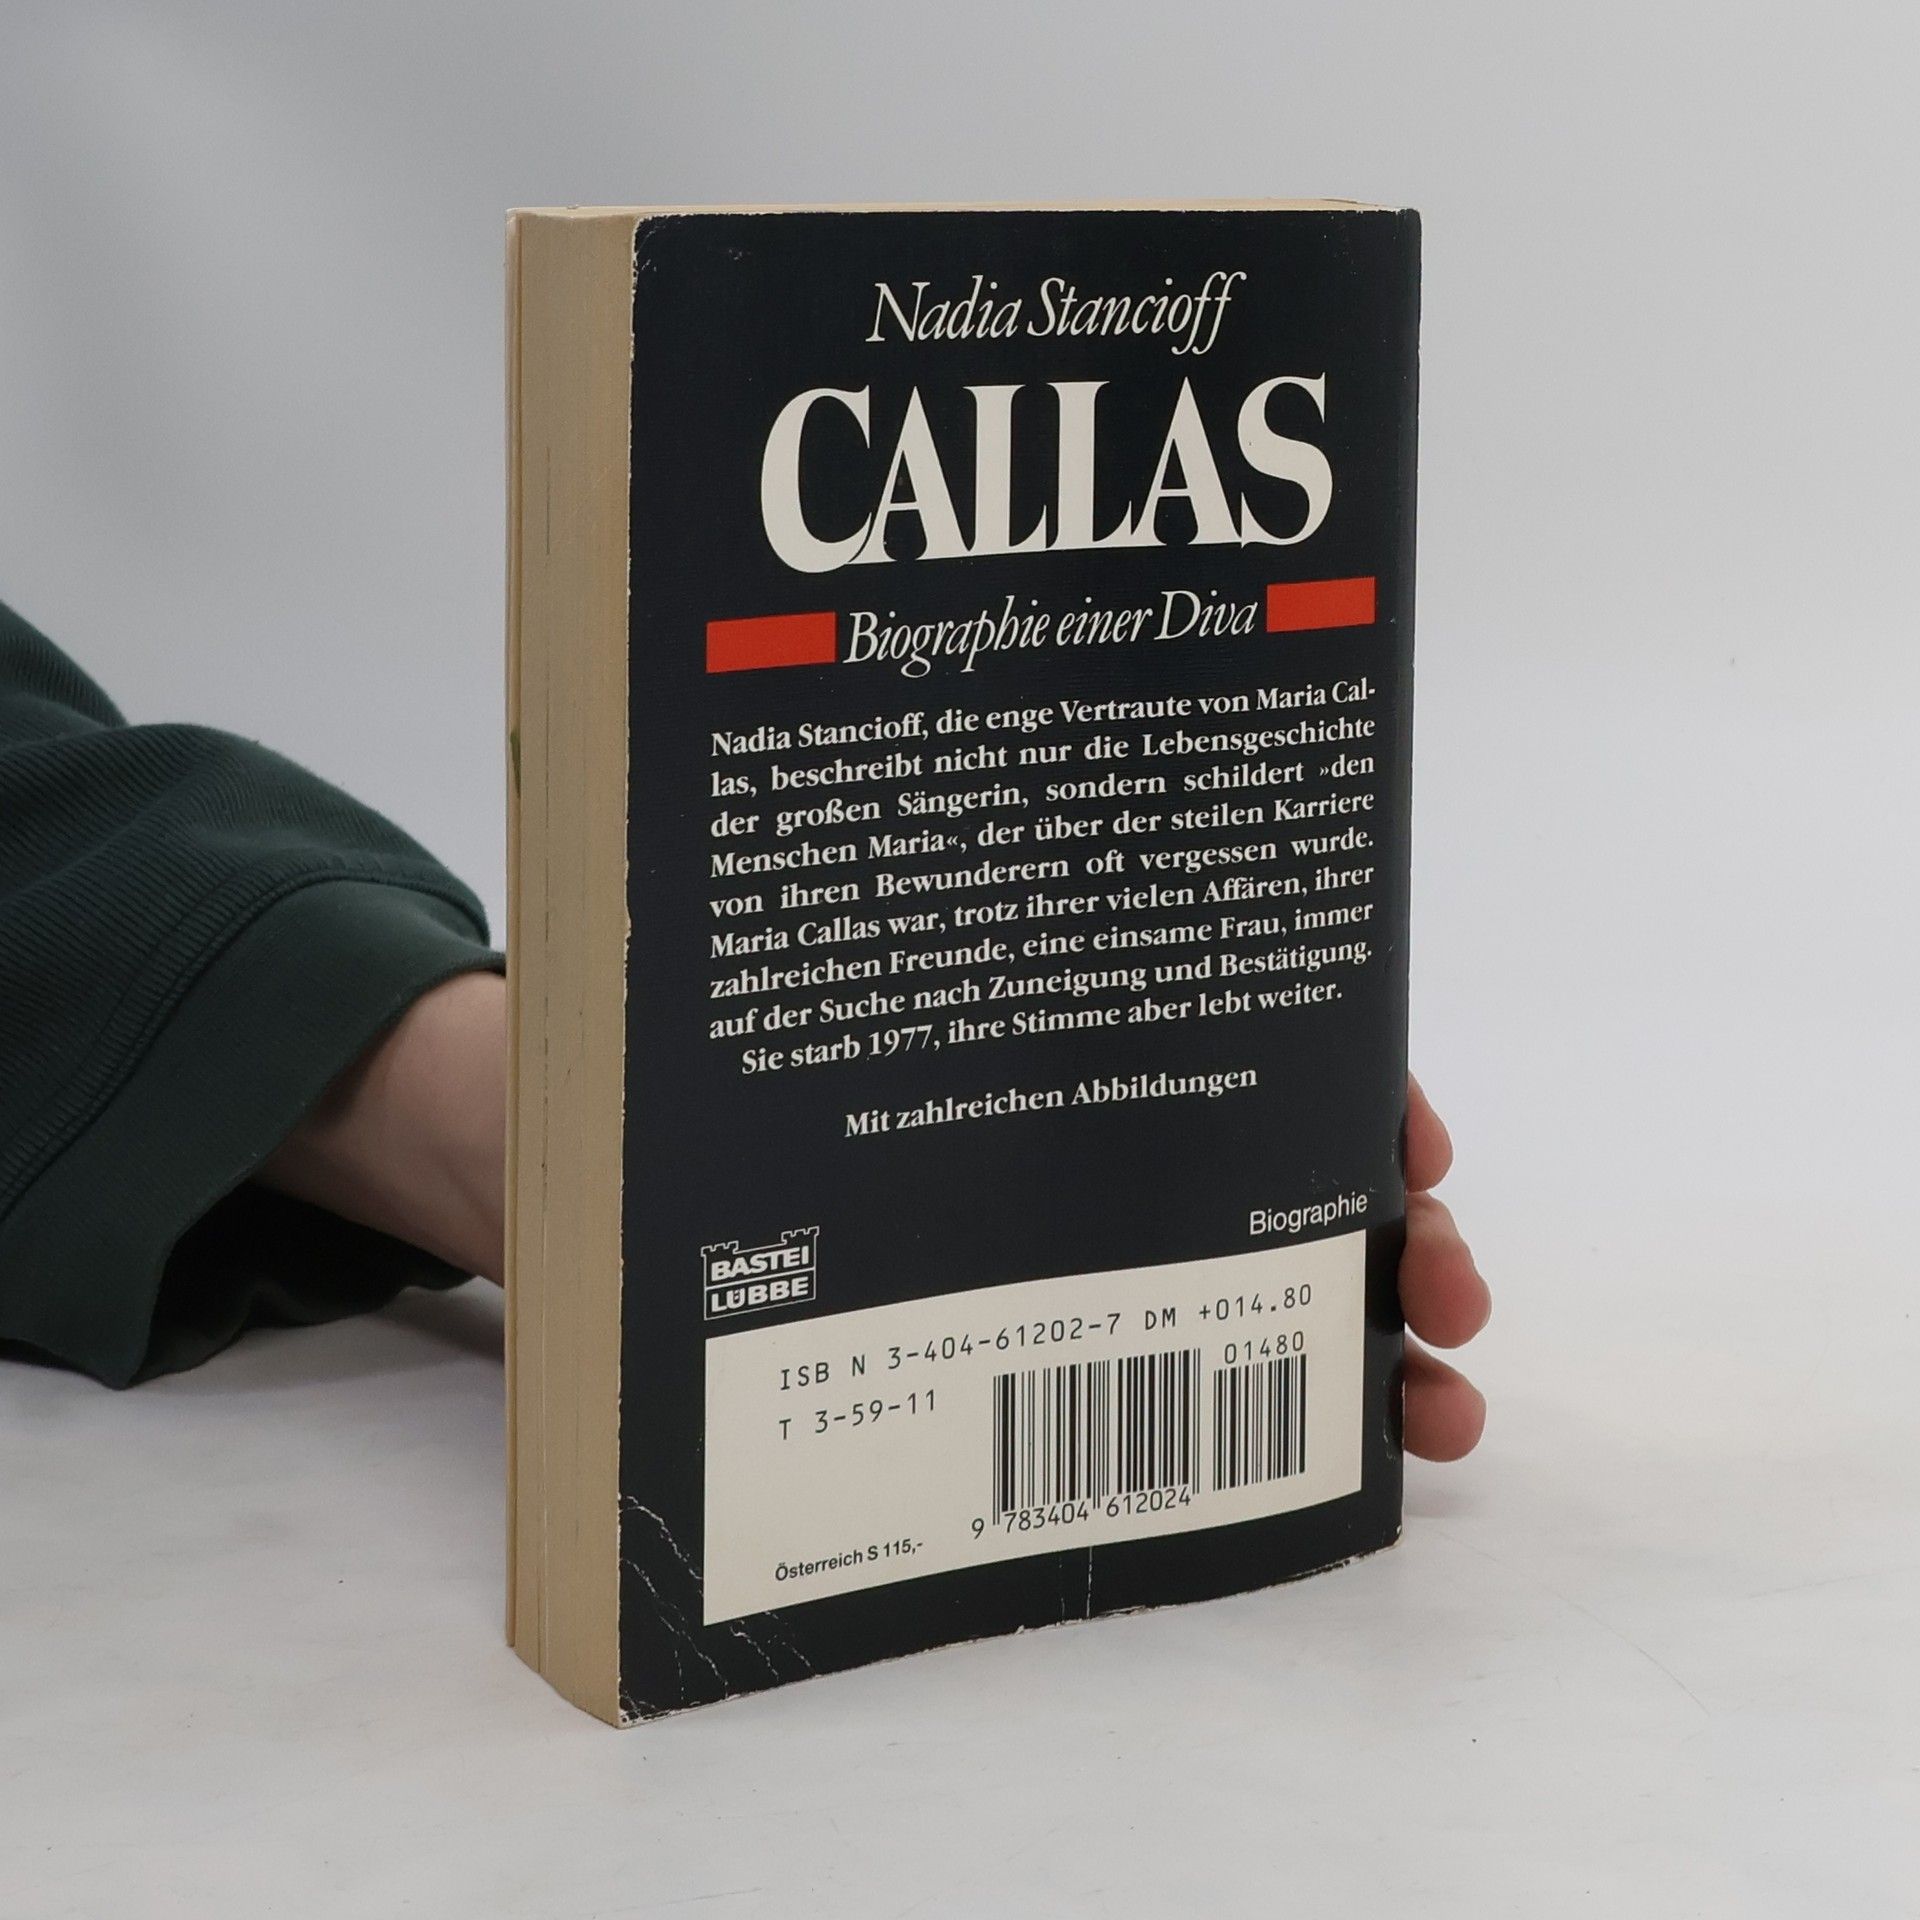 Nadia Stancioff
CALLAS
Biographie einer Diva
Nadia Stancioff, die enge Vertraute von Maria Cal-
las, beschreibt nicht nur die Lebensgeschichte
der großen Sängerin, sondern schildert »den
Menschen Maria«, der über der steilen Karriere
von ihren Bewunderern oft vergessen wurde.
Maria Callas war, trotz ihrer vielen Affären, ihrer
zahlreichen Freunde, eine einsame Frau, immer
auf der Suche nach Zuneigung und Bestätigung.
Sie starb 1977, ihre Stimme aber lebt weiter.
Mit zahlreichen Abbildungen
Biographie
BASTEI
LÜBBE
ISB N 3-404-61202-7 DM +014.80
T 3-59-11
01480
9 783404 612024
Österreich S 115,-